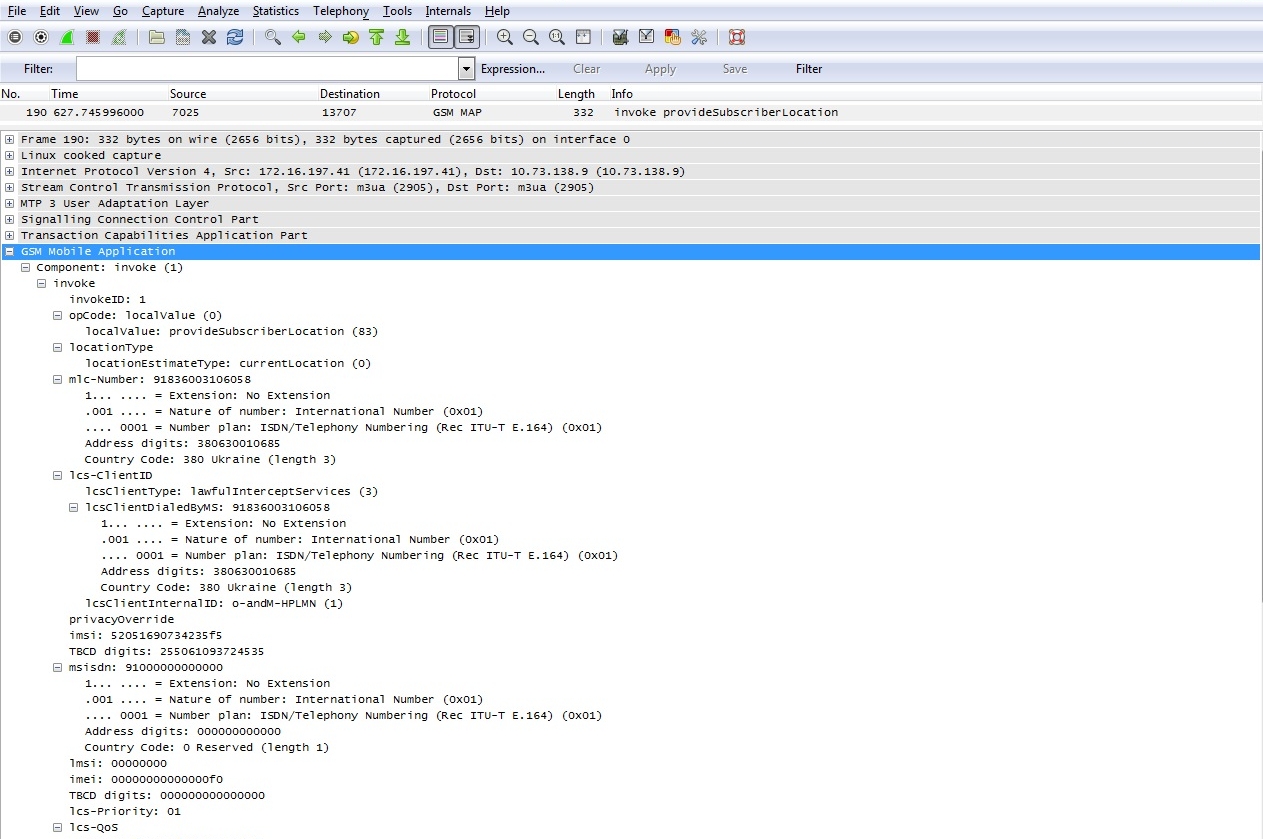 File Edit View Go Capture Analyze Statistics Telephony Tools Internals Help
Filter: Expression... Clear Apply Save Filter
No. Time Source Destination Protocol Length Info
190 627.745996000 7025 13707 GSM MAP 332 invoke provideSubscriberLocation
Frame 190: 332 bytes on wire (2656 bits), 332 bytes captured (2656 bits) on interface 0
Linux cooked capture
Internet Protocol Version 4, Src: 172.16.197.41 (172.16.197.41), Dst: 10.73.138.9 (10.73.138.9)
Stream Control Transmission Protocol, Src Port: m3ua (2905), Dst Port: m3ua (2905)
MTP 3 User Adaptation Layer
Signalling Connection Control Part
Transaction Capabilities Application Part
GSM Mobile Application
Component: invoke (1)
invoke
invokeID: 1
opCode: localValue (0)
localValue: provideSubscriberLocation (83)
locationType
locationEstimateType: currentLocation (0)
mlc-Number: 91836003106058
1... .... = Extension: No Extension
.001 .... = Nature of number: International Number (0x01)
.... 0001 = Number plan: ISDN/Telephony Numbering (Rec ITU-T E.164) (0x01)
Address digits: 380630010685
Country Code: 380 Ukraine (length 3)
lcs-ClientID
lcsClientType: lawfulInterceptServices (3)
lcsClientDialedByMS: 91836003106058
1... .... = Extension: No Extension
.001 .... = Nature of number: International Number (0x01)
.... 0001 = Number plan: ISDN/Telephony Numbering (Rec ITU-T E.164) (0x01)
Address digits: 380630010685
Country Code: 380 Ukraine (length 3)
lcsClientInternalID: o-andM-HPLMN (1)
privacyOverride
imsi: 52051690734235f5
TBCD digits: 255061093724535
msisdn: 91000000000000
1... .... = Extension: No Extension
.001 .... = Nature of number: International Number (0x01)
.... 0001 = Number plan: ISDN/Telephony Numbering (Rec ITU-T E.164) (0x01)
Address digits: 000000000000
Country Code: 0 Reserved (length 1)
lmsi: 00000000
imei: 00000000000000f0
TBCD digits: 000000000000000
lcs-Priority: 01
lcs-QoS